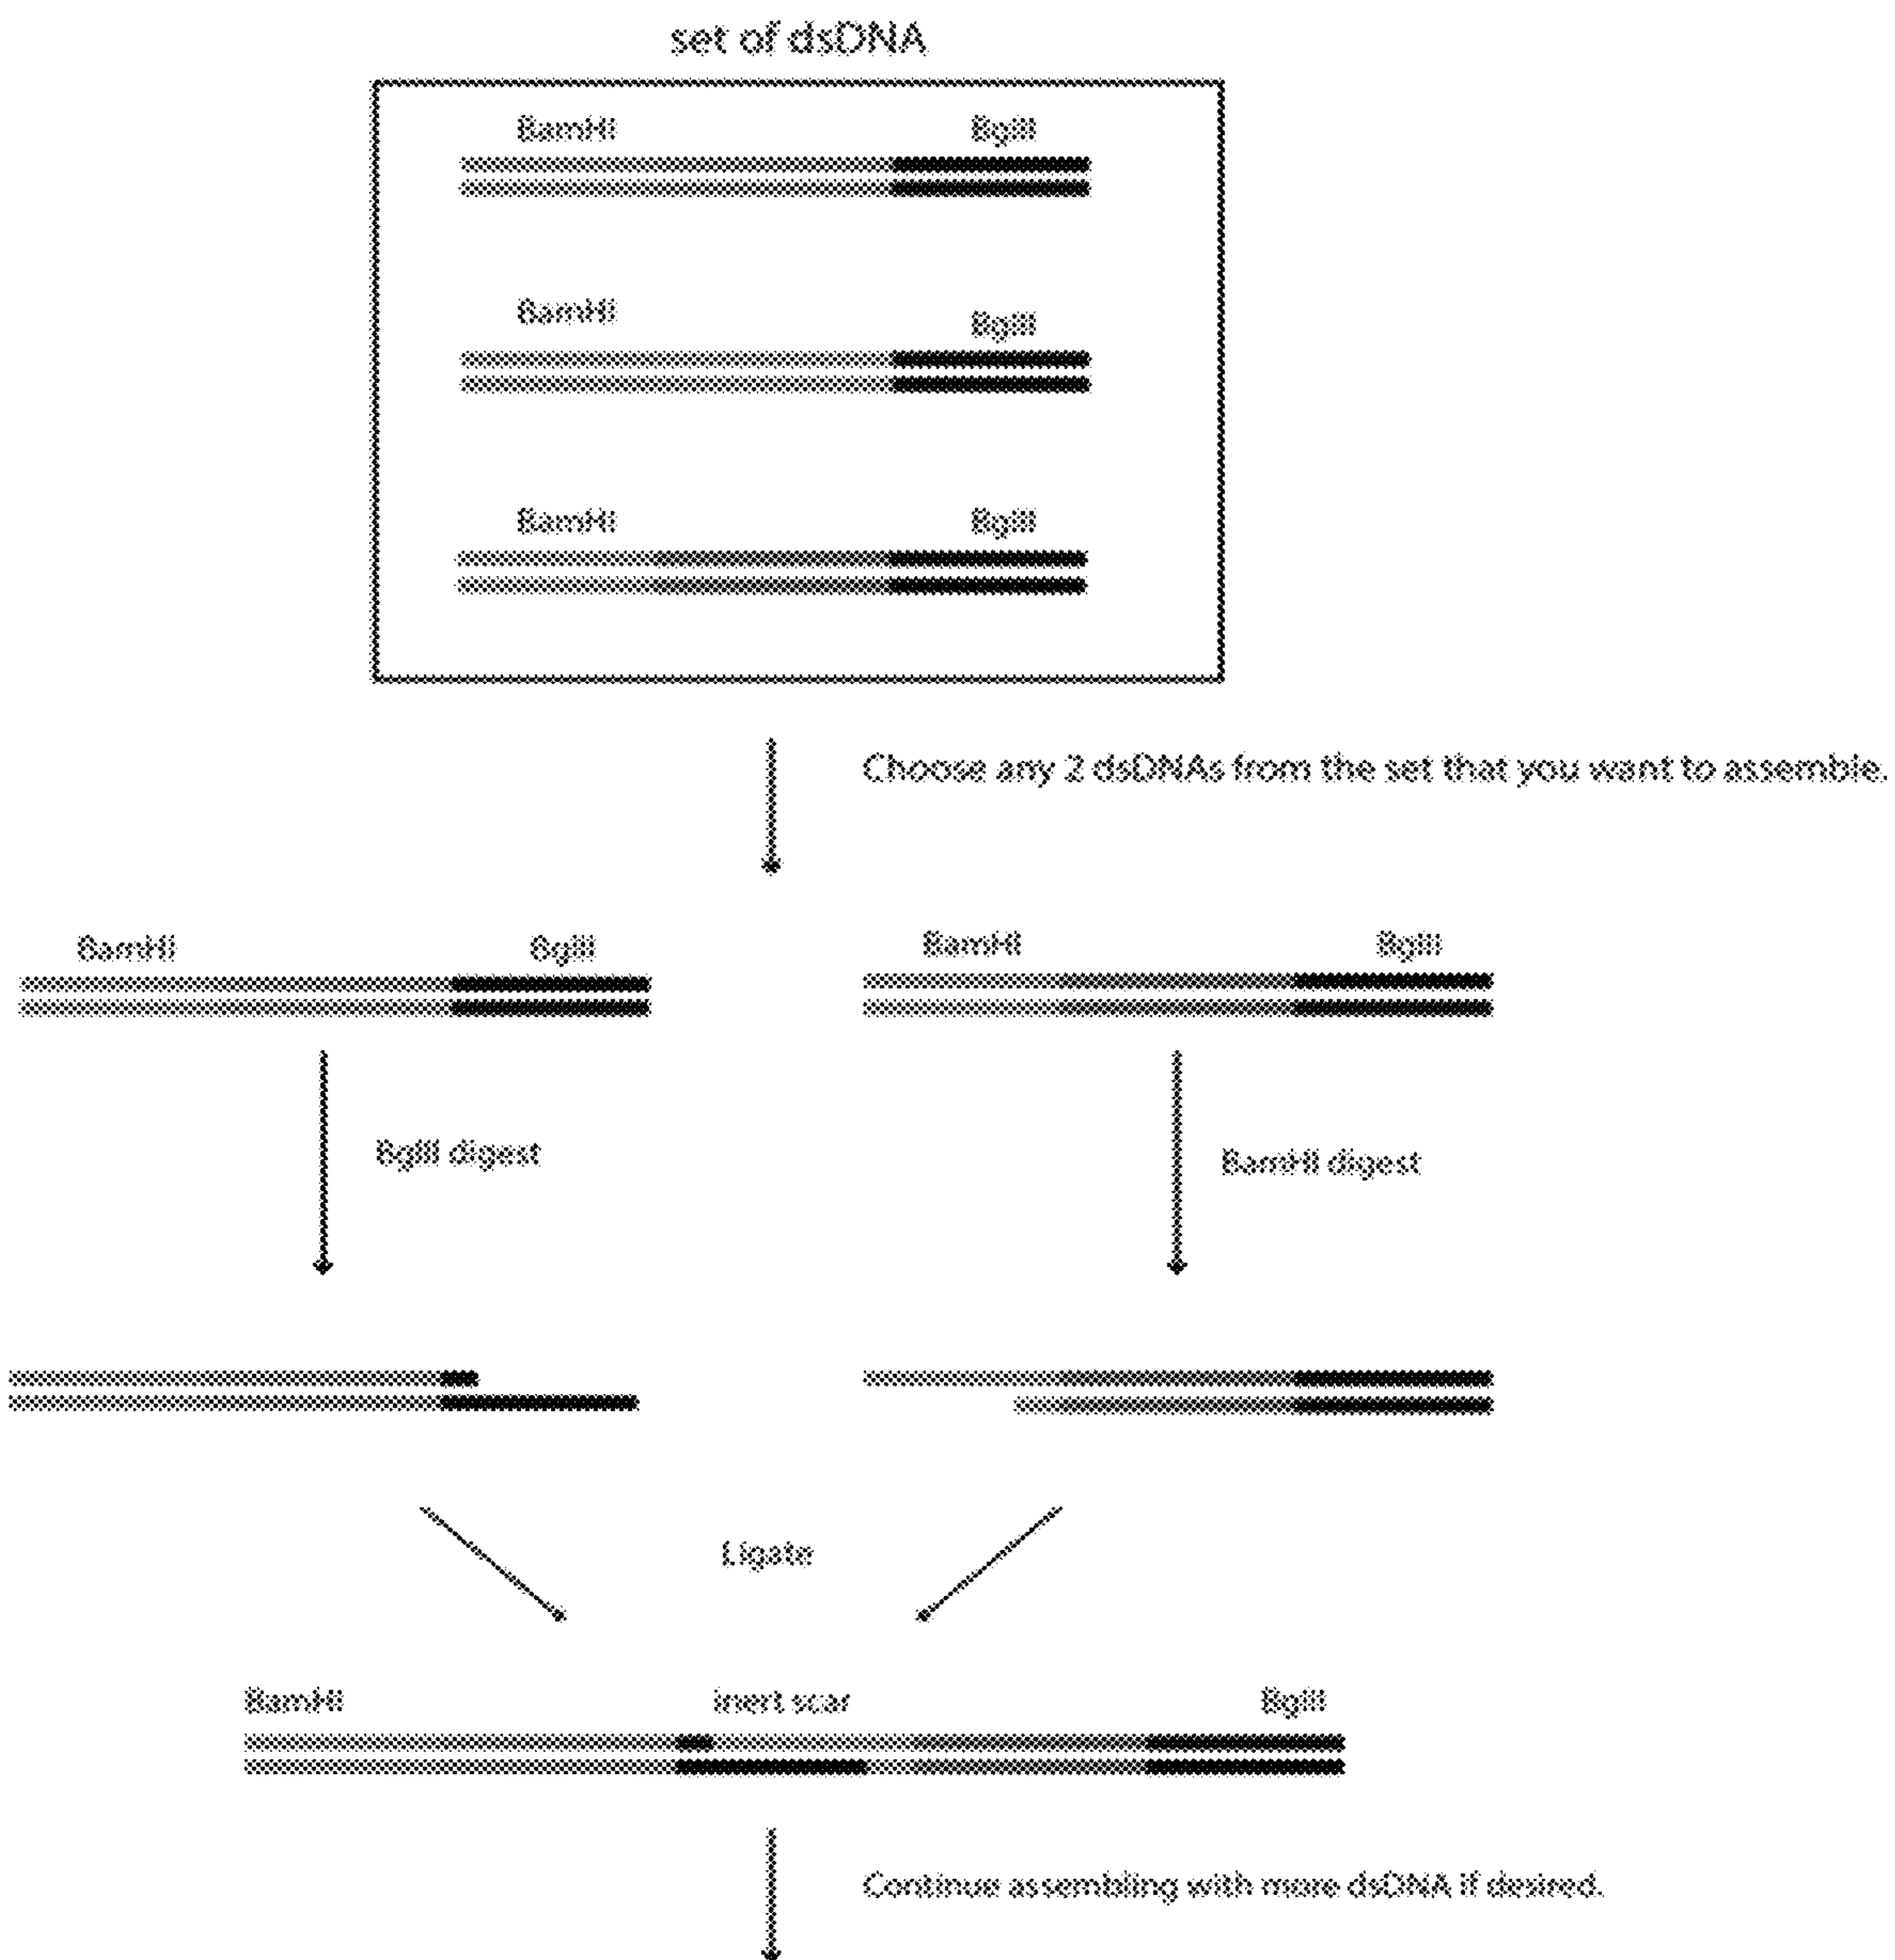 set of dsDNA
BamHI BglII
BamHI BglII
BamHI BglII
Choose any 2 dsDNAs from the set that you want to assemble.
BamHI BglII BamHI BglII
BglII digest BamHI digest
Ligate
BamHI inert scar BglII
Continue assembling with more dsDNA if desired.